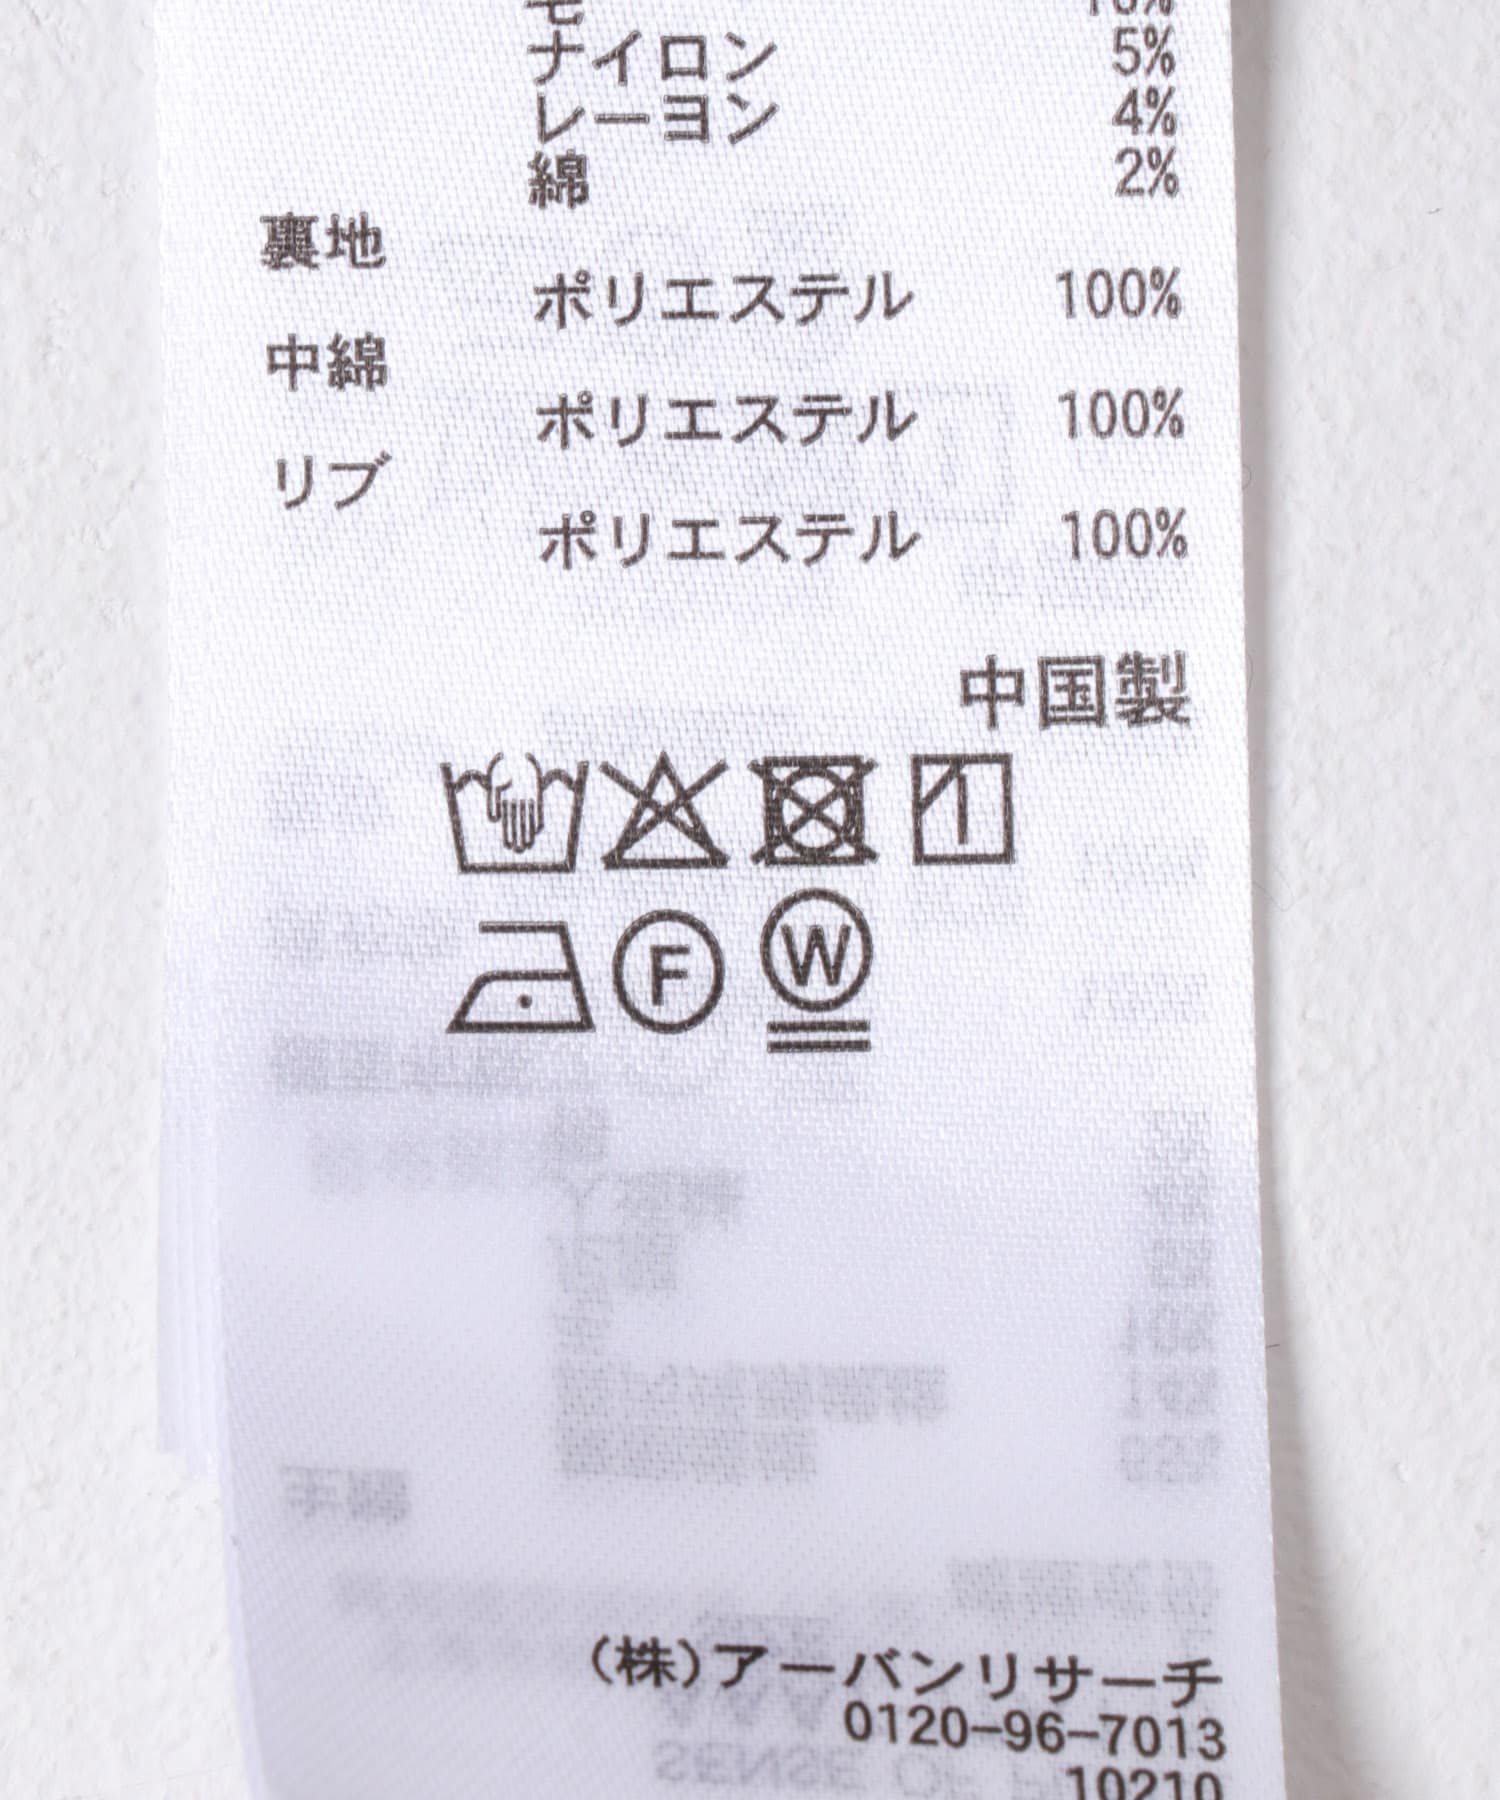 ナイロン 5%
レーヨン 4%
綿 2%
裏地
ポリエステル 100%
中綿
ポリエステル 100%
リブ
ポリエステル 100%
中国製
F W
(株)アーバンリサーチ
0120-96-7013
10210